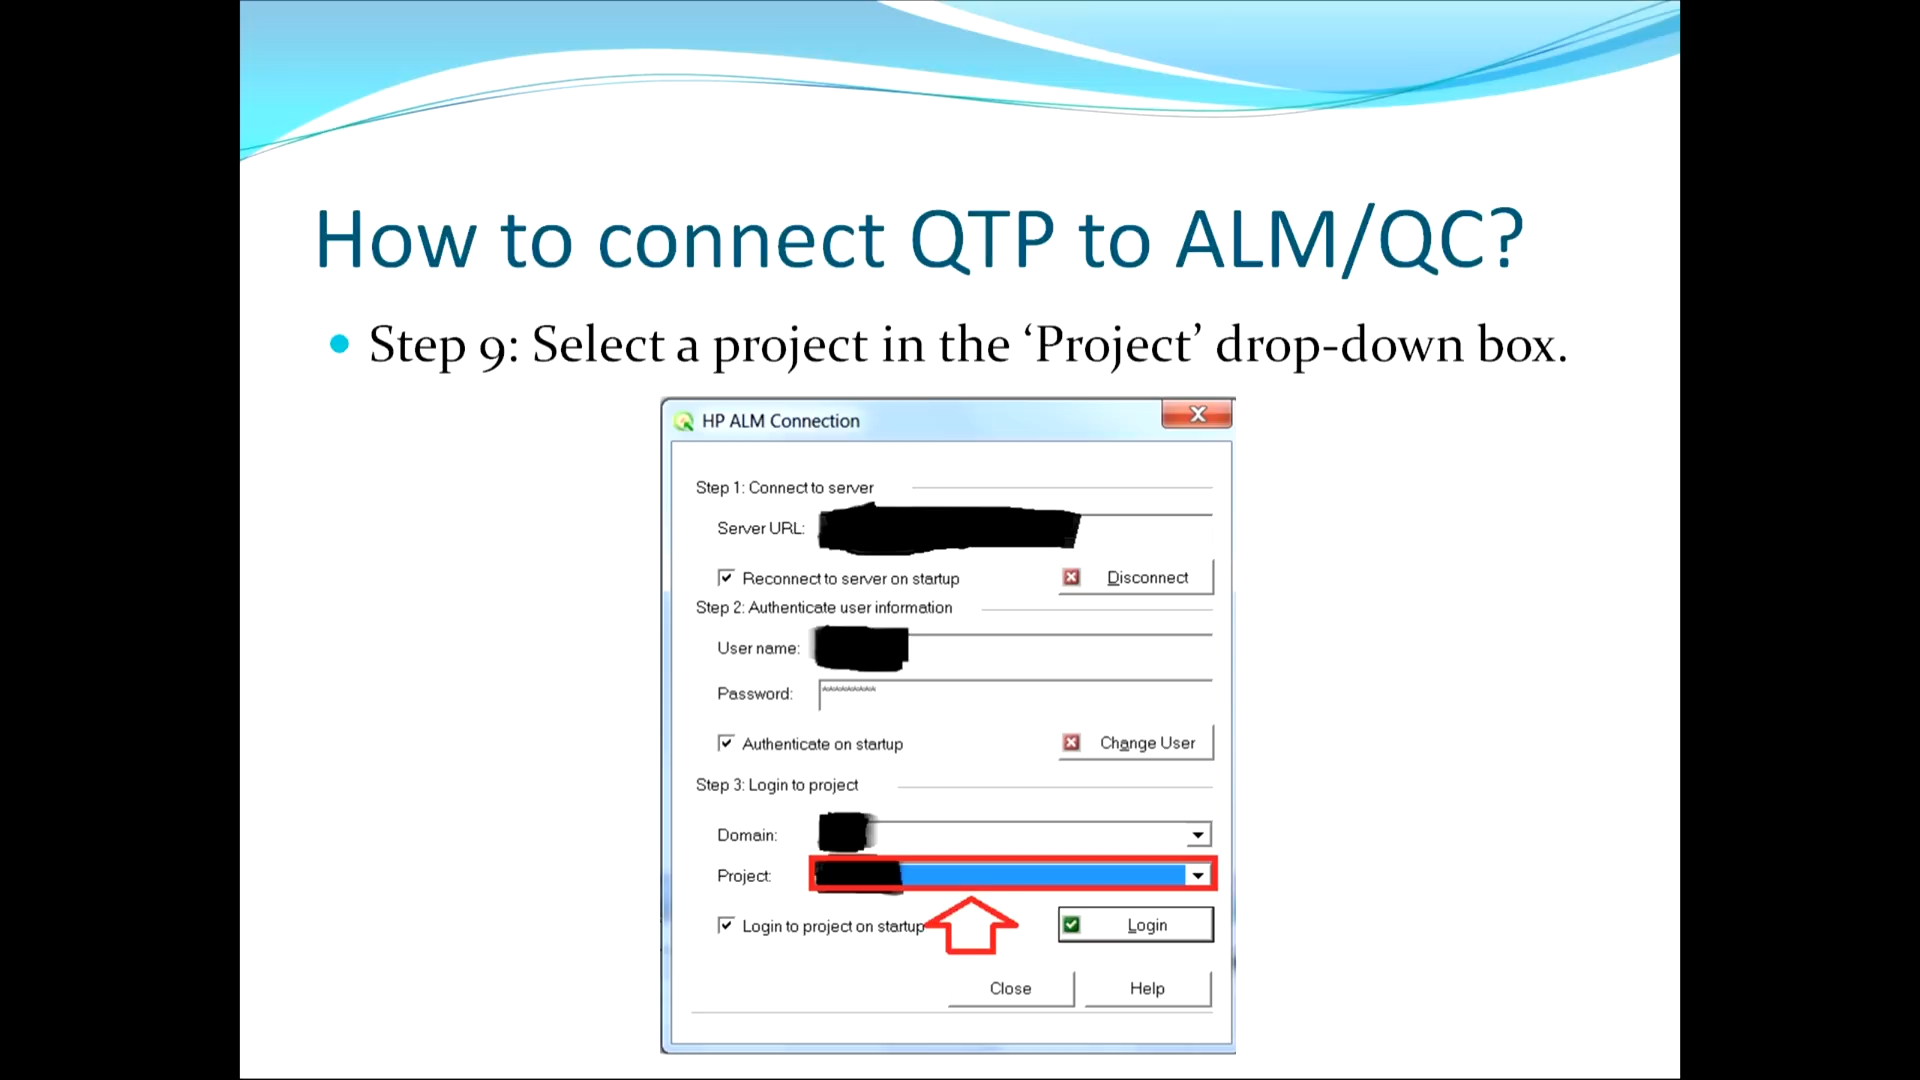 How to connect QTP to ALM/QC?
• Step 9: Select a project in the ‘Project’ drop-down box.
HP ALM Connection
Step 1: Connect to server
Server URL:
Reconnect to server on startup
Disconnect
Step 2: Authenticate user information
User name:
Password: *********
Authenticate on startup
Change User
Step 3: Login to project
Domain:
Project:
Login to project on startup
Login
Close
Help